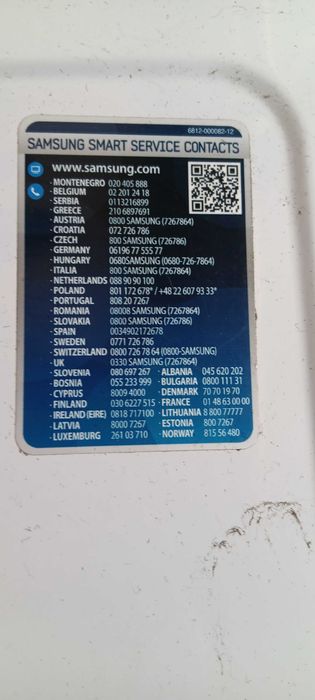 6812-000082-12
SAMSUNG SMART SERVICE CONTACTS
www.samsung.com
· MONTENEGRO 020 405 888
· BELGIUM 02 201 24 18
· SERBIA 0113216899
· GREECE 210 6897691
· AUSTRIA 0800 SAMSUNG (7267864)
· CROATIA 072 726 786
· CZECH 800 SAMSUNG (726786)
· GERMANY 06196 77 555 77
· HUNGARY 0680SAMSUNG (0680-726-7864)
· ITALIA 800 SAMSUNG (7267864)
· NETHERLANDS 088 90 90 100
· POLAND 801 172 678* / +48 22 607 93 33*
· PORTUGAL 808 20 7267
· ROMANIA 08008 SAMSUNG (7267864)
· SLOVAKIA 0800 SAMSUNG (726786)
· SPAIN 0034902172678
· SWEDEN 0771 726 786
· SWITZERLAND 0800 726 78 64 (0800-SAMSUNG)
· UK 0330 SAMSUNG (7267864)
· SLOVENIA 080 697 267 · ALBANIA 045 620 202
· BOSNIA 055 233 999 · BULGARIA 0800 111 31
· CYPRUS 8009 4000 · DENMARK 70 70 19 70
· FINLAND 030 6227 515 · FRANCE 01 48 63 00 00
· IRELAND (EIRE) 0818 717100 · LITHUANIA 8 800 77777
· LATVIA 8000 7267 · ESTONIA 800 7267
· LUXEMBURG 261 03 710 · NORWAY 815 56 480